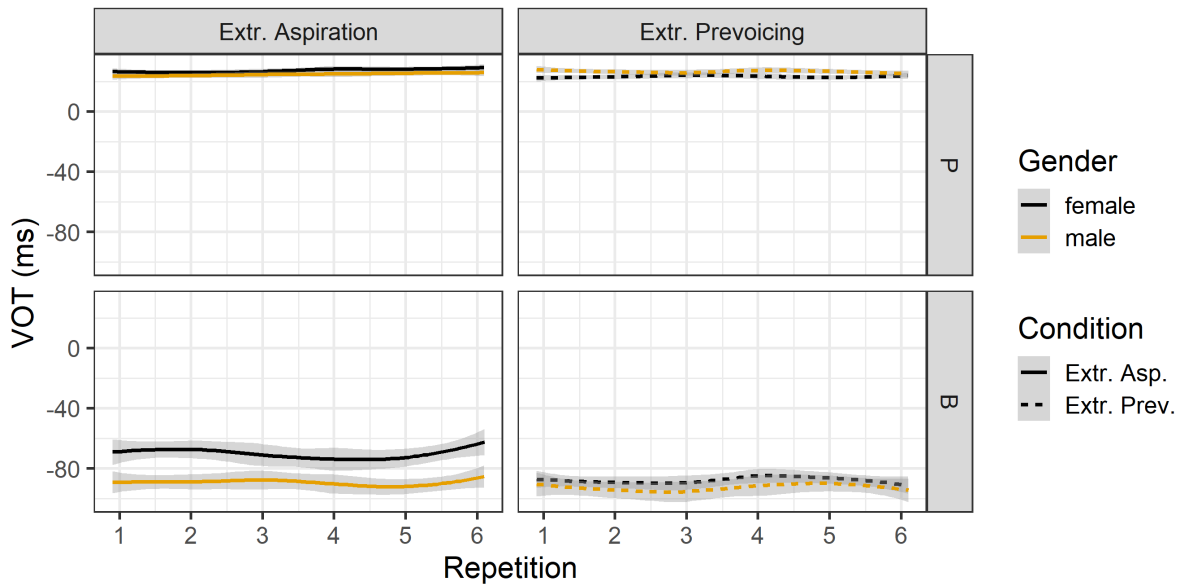 Extr. Aspiration
Extr. Prevoicing
VOT (ms)
0
-40
-80
P
0
-40
-80
B
1 2 3 4 5 6
1 2 3 4 5 6
Repetition
Gender
female
male
Condition
Extr. Asp.
Extr. Prev.